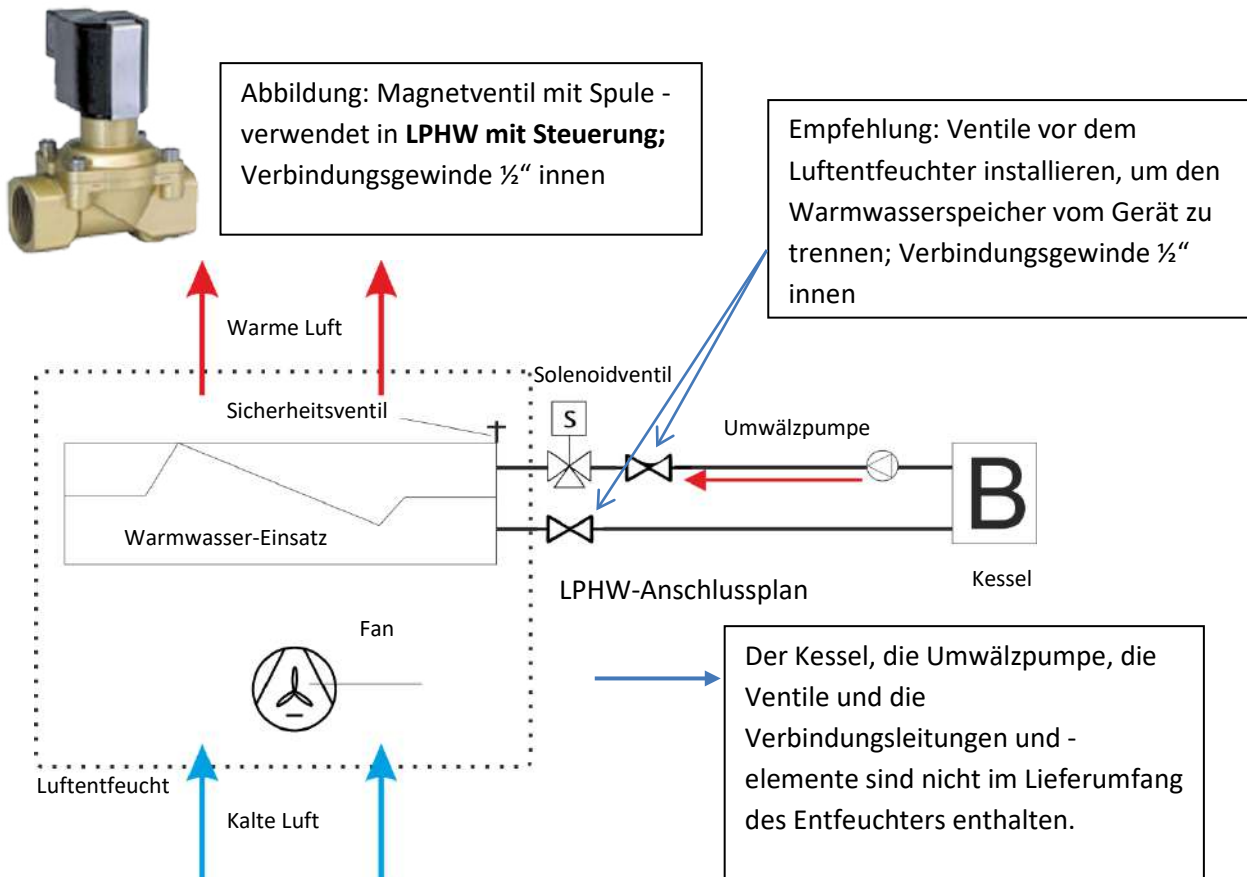 Abbildung: Magnetventil mit Spule -
verwendet in LPHW mit Steuerung;
Verbindungsgewinde ½“ innen
Empfehlung: Ventile vor dem
Luftentfeuchter installieren, um den
Warmwasserspeicher vom Gerät zu
trennen; Verbindungsgewinde ½“
innen
Warme Luft
Solenoidventil
Sicherheitsventil
S
Umwälzpumpe
B
Warmwasser-Einsatz
Kessel
LPHW-Anschlussplan
Fan
Der Kessel, die Umwälzpumpe, die
Ventile und die
Verbindungsleitungen und -
elemente sind nicht im Lieferumfang
des Entfeuchters enthalten.
Luftentfeucht
Kalte Luft